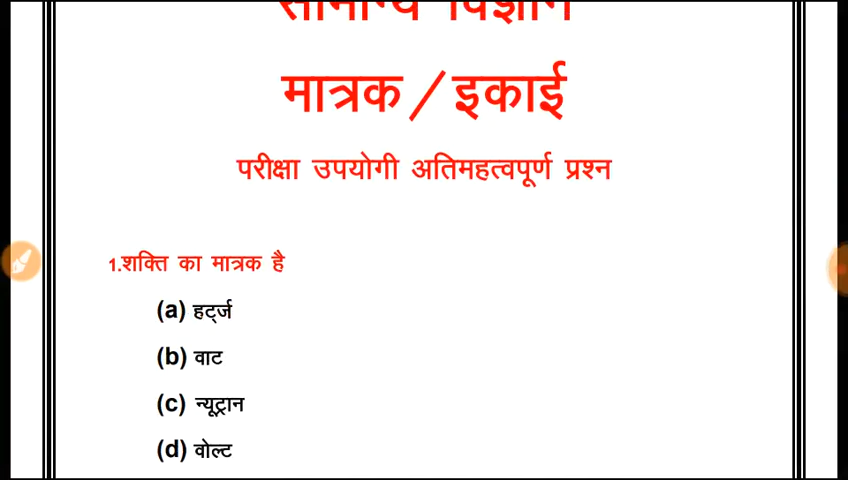 सामान्य विज्ञान
मात्रक/इकाई
परीक्षा उपयोगी अतिमहत्वपूर्ण प्रश्न
1.शक्ति का मात्रक है
(a) हर्ट्ज
(b) वाट
(c) न्यूट्रान
(d) वोल्ट